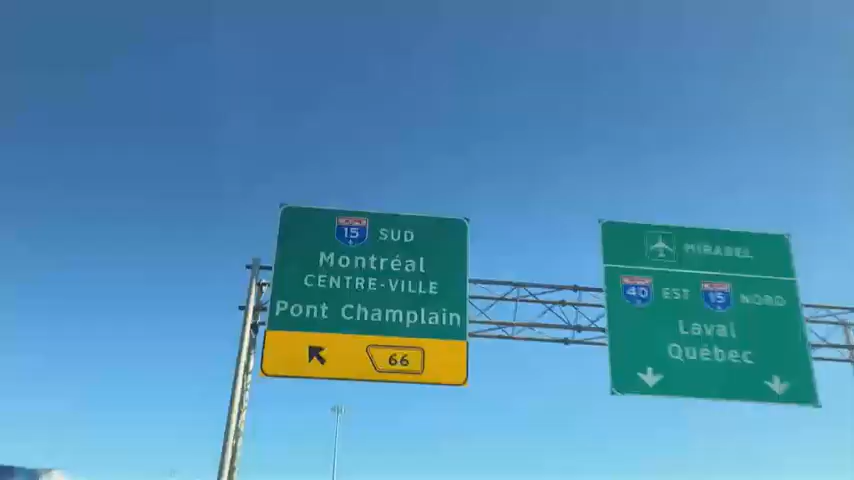 15 SUD
Montréal
CENTRE-VILLE
Pont Champlain
66
MIRABEL
40 EST 15 NORD
Laval
Québec